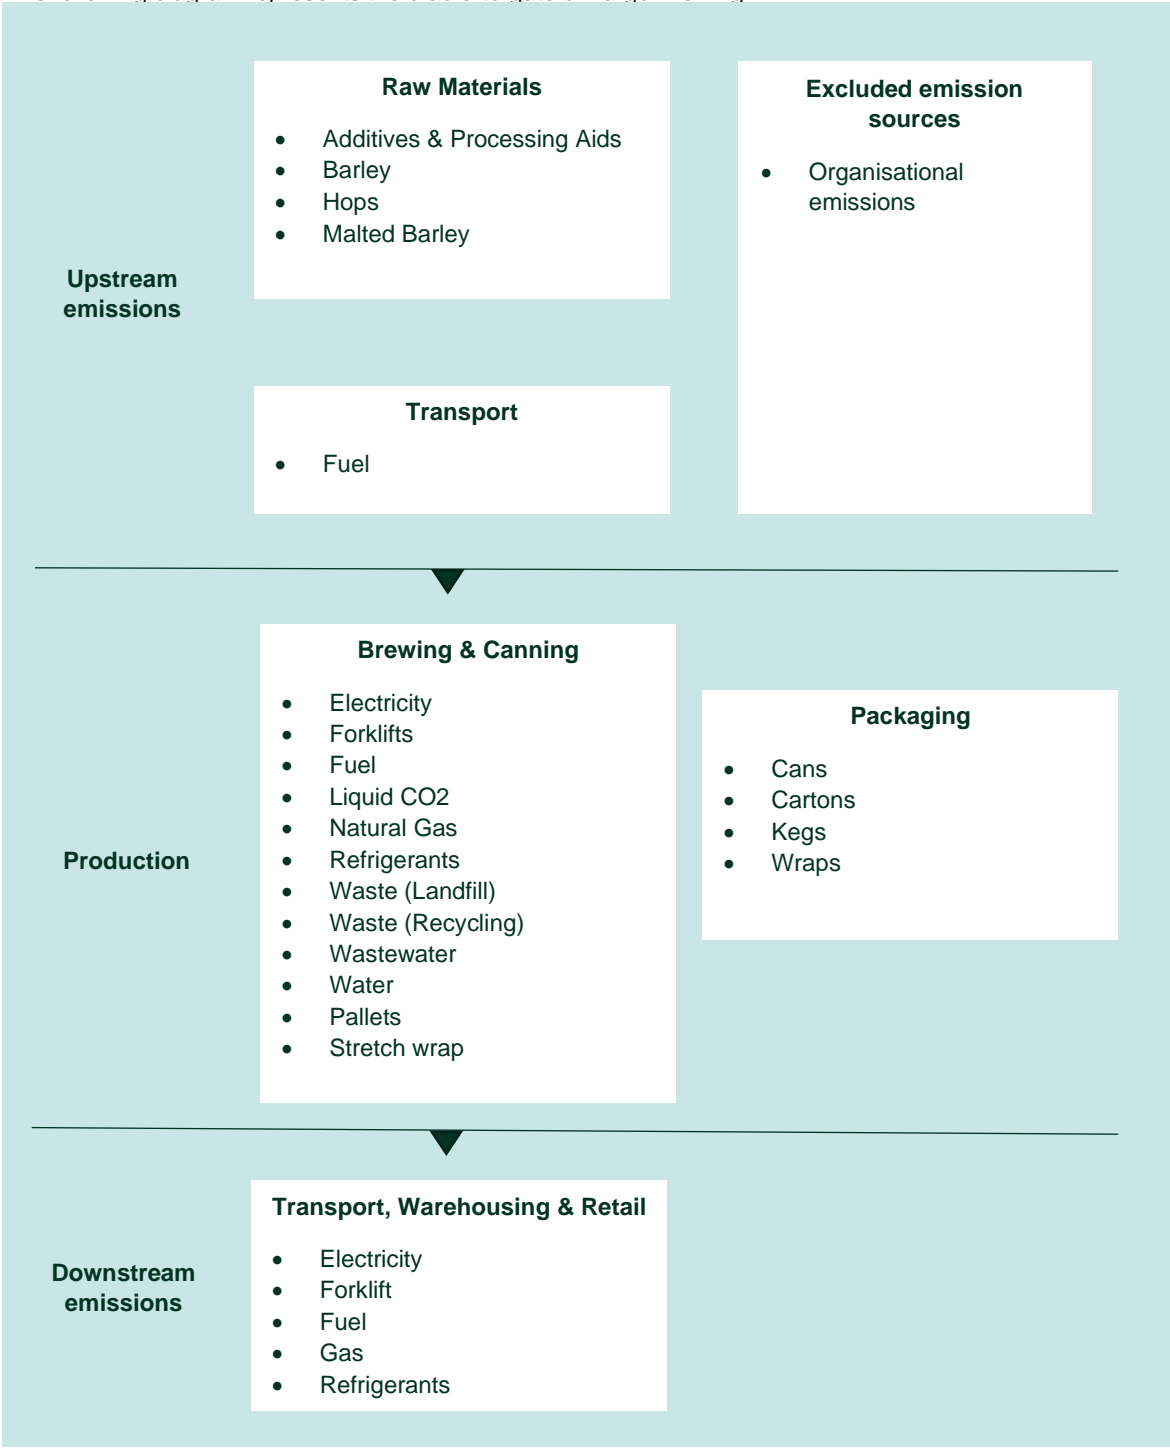 Raw Materials
• Additives & Processing Aids
• Barley
• Hops
• Malted Barley
Excluded emission
sources
• Organisational
emissions
Upstream
emissions
Transport
• Fuel
Brewing & Canning
• Electricity
• Forklifts
• Fuel
• Liquid CO2
• Natural Gas
• Refrigerants
• Waste (Landfill)
• Waste (Recycling)
• Wastewater
• Water
• Pallets
• Stretch wrap
Packaging
• Cans
• Cartons
• Kegs
• Wraps
Production
Transport, Warehousing & Retail
• Electricity
• Forklift
• Fuel
• Gas
• Refrigerants
Downstream
emissions